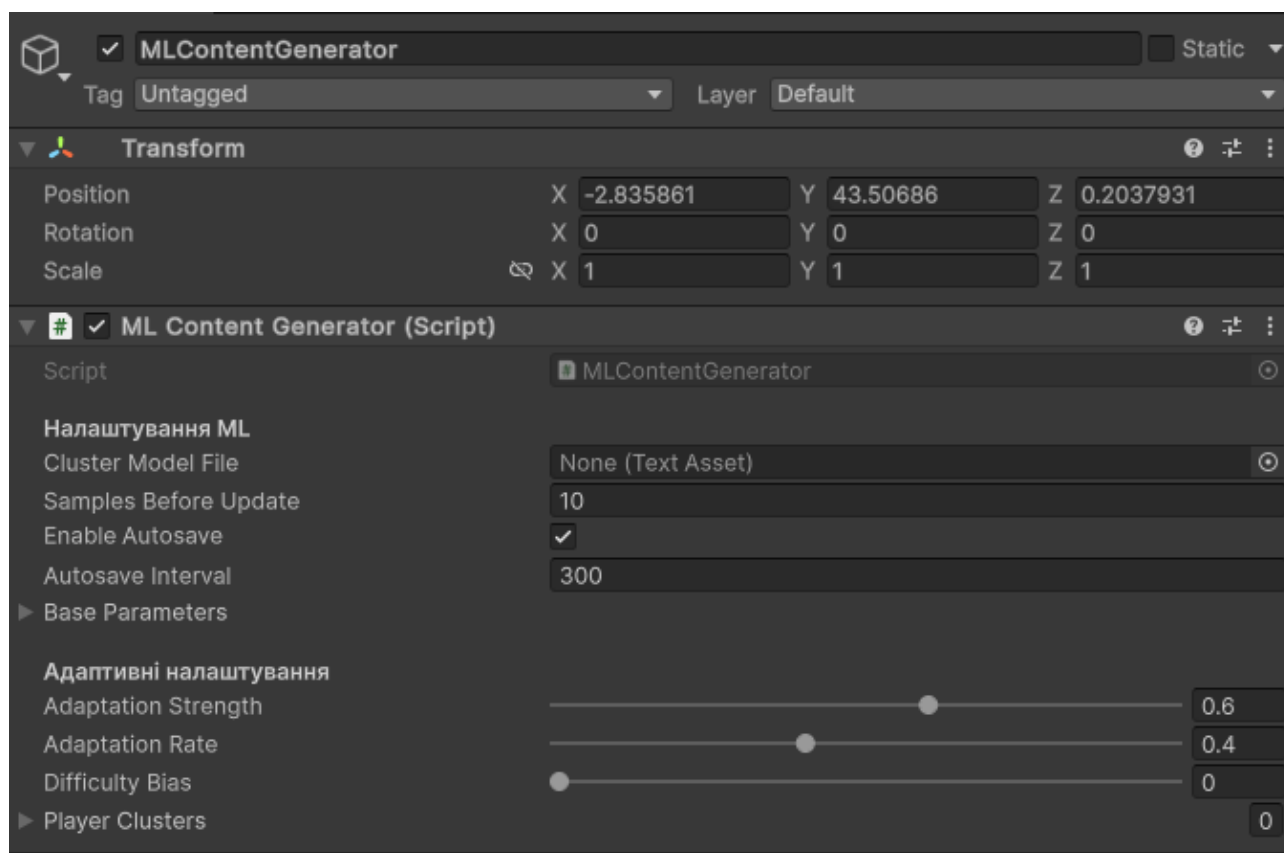 MLContentGenerator Static
Tag Untagged Layer Default
Transform
Position X -2.835861 Y 43.50686 Z 0.2037931
Rotation X 0 Y 0 Z 0
Scale X 1 Y 1 Z 1
# ML Content Generator (Script)
Script # MLContentGenerator
Налаштування ML
Cluster Model File None (Text Asset)
Samples Before Update 10
Enable Autosave
Autosave Interval 300
Base Parameters
Адаптивні налаштування
Adaptation Strength 0.6
Adaptation Rate 0.4
Difficulty Bias 0
Player Clusters 0